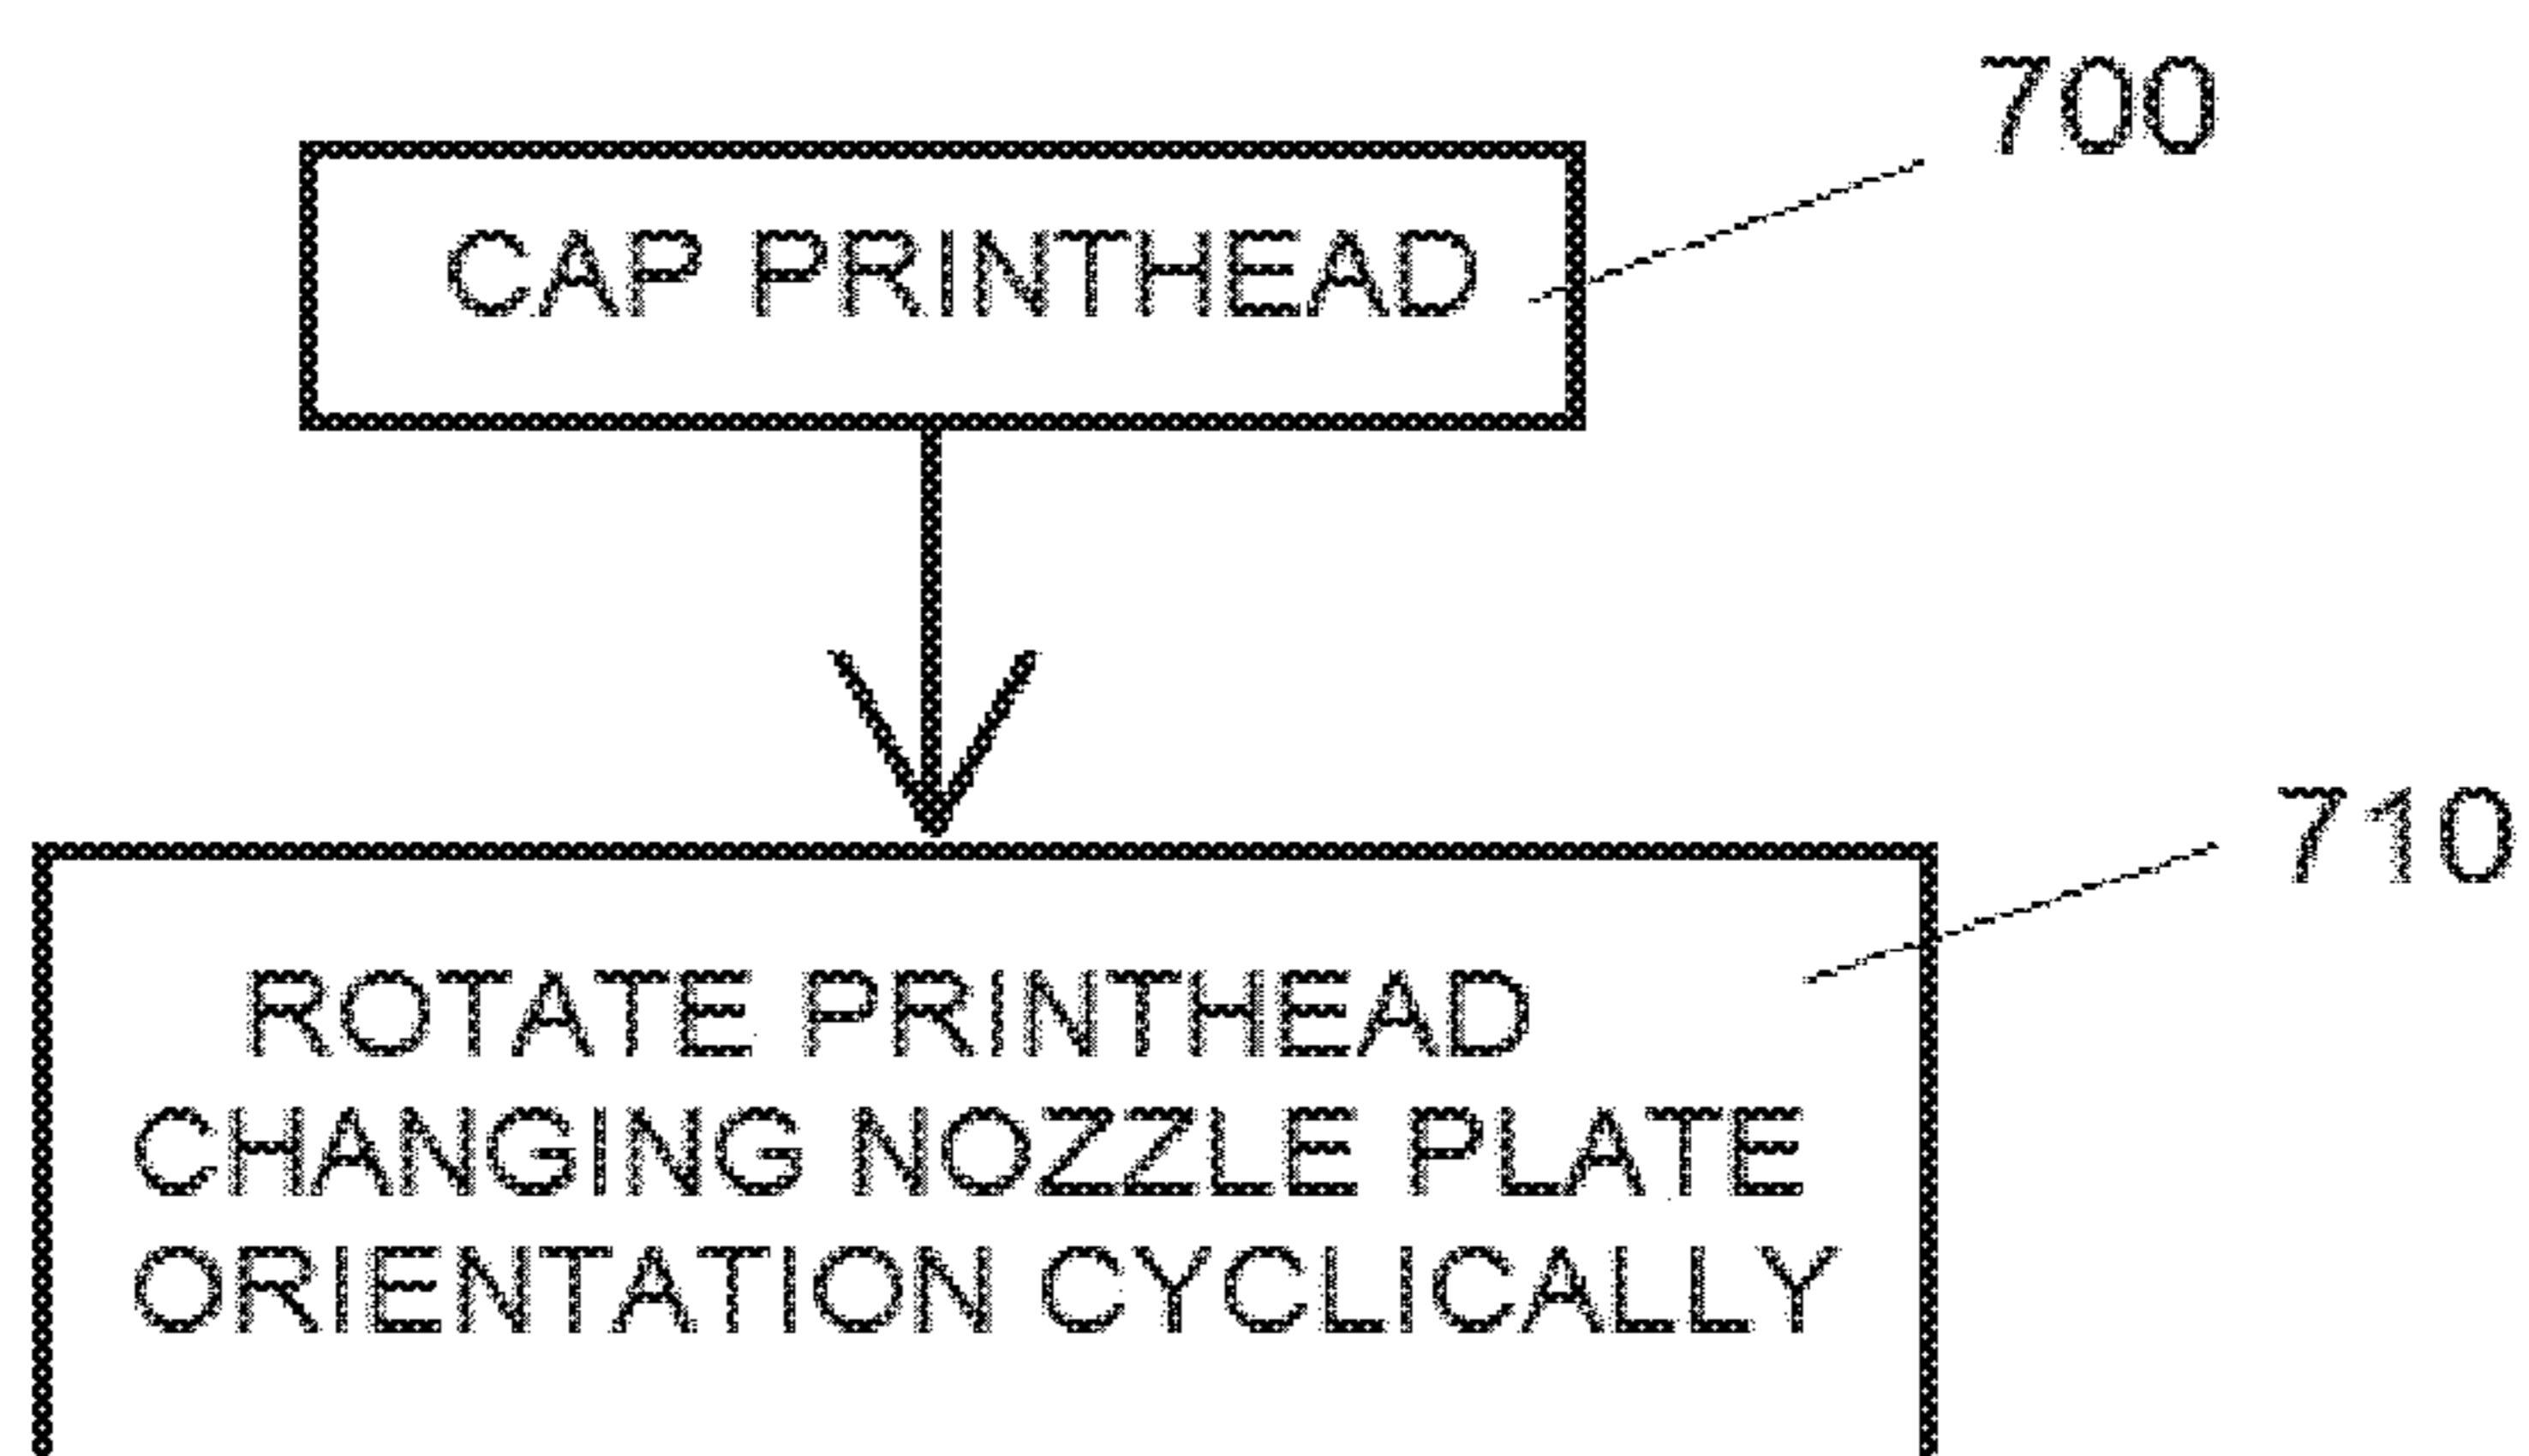 700
CAP PRINTHEAD
710
ROTATE PRINTHEAD
CHANGING NOZZLE PLATE
ORIENTATION CYCLICALLY